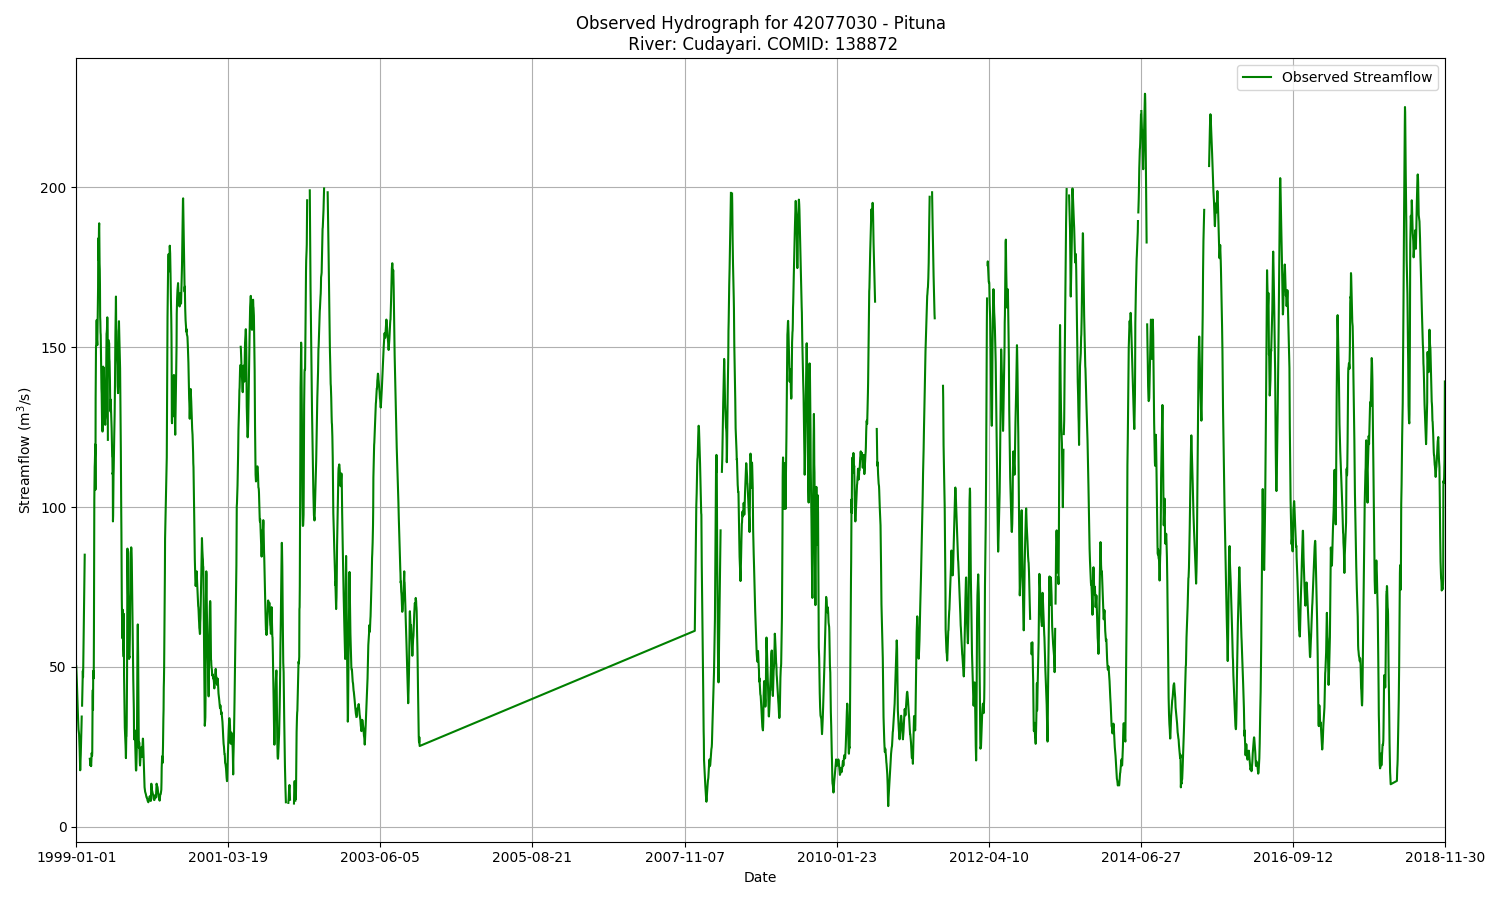 Observed Hydrograph for 42077030 - Pituna
River: Cudayari. COMID: 138872
Observed Streamflow
Streamflow (m³/s)
200
150
100
50
0
1999-01-01 2001-03-19 2003-06-05 2005-08-21 2007-11-07 2010-01-23 2012-04-10 2014-06-27 2016-09-12 2018-11-30
Date